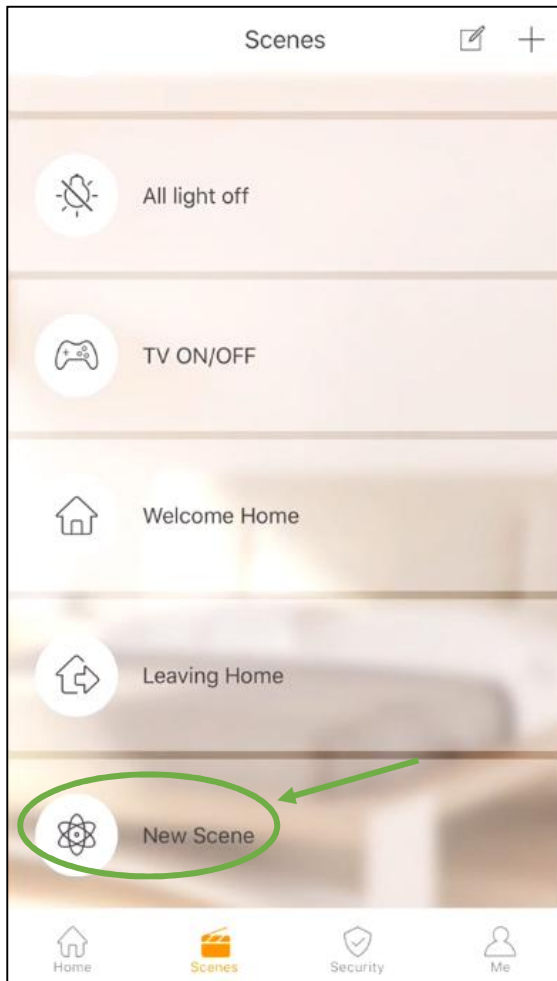 Scenes
All light off
TV ON/OFF
Welcome Home
Leaving Home
New Scene
Home
Scenes
Security
Me